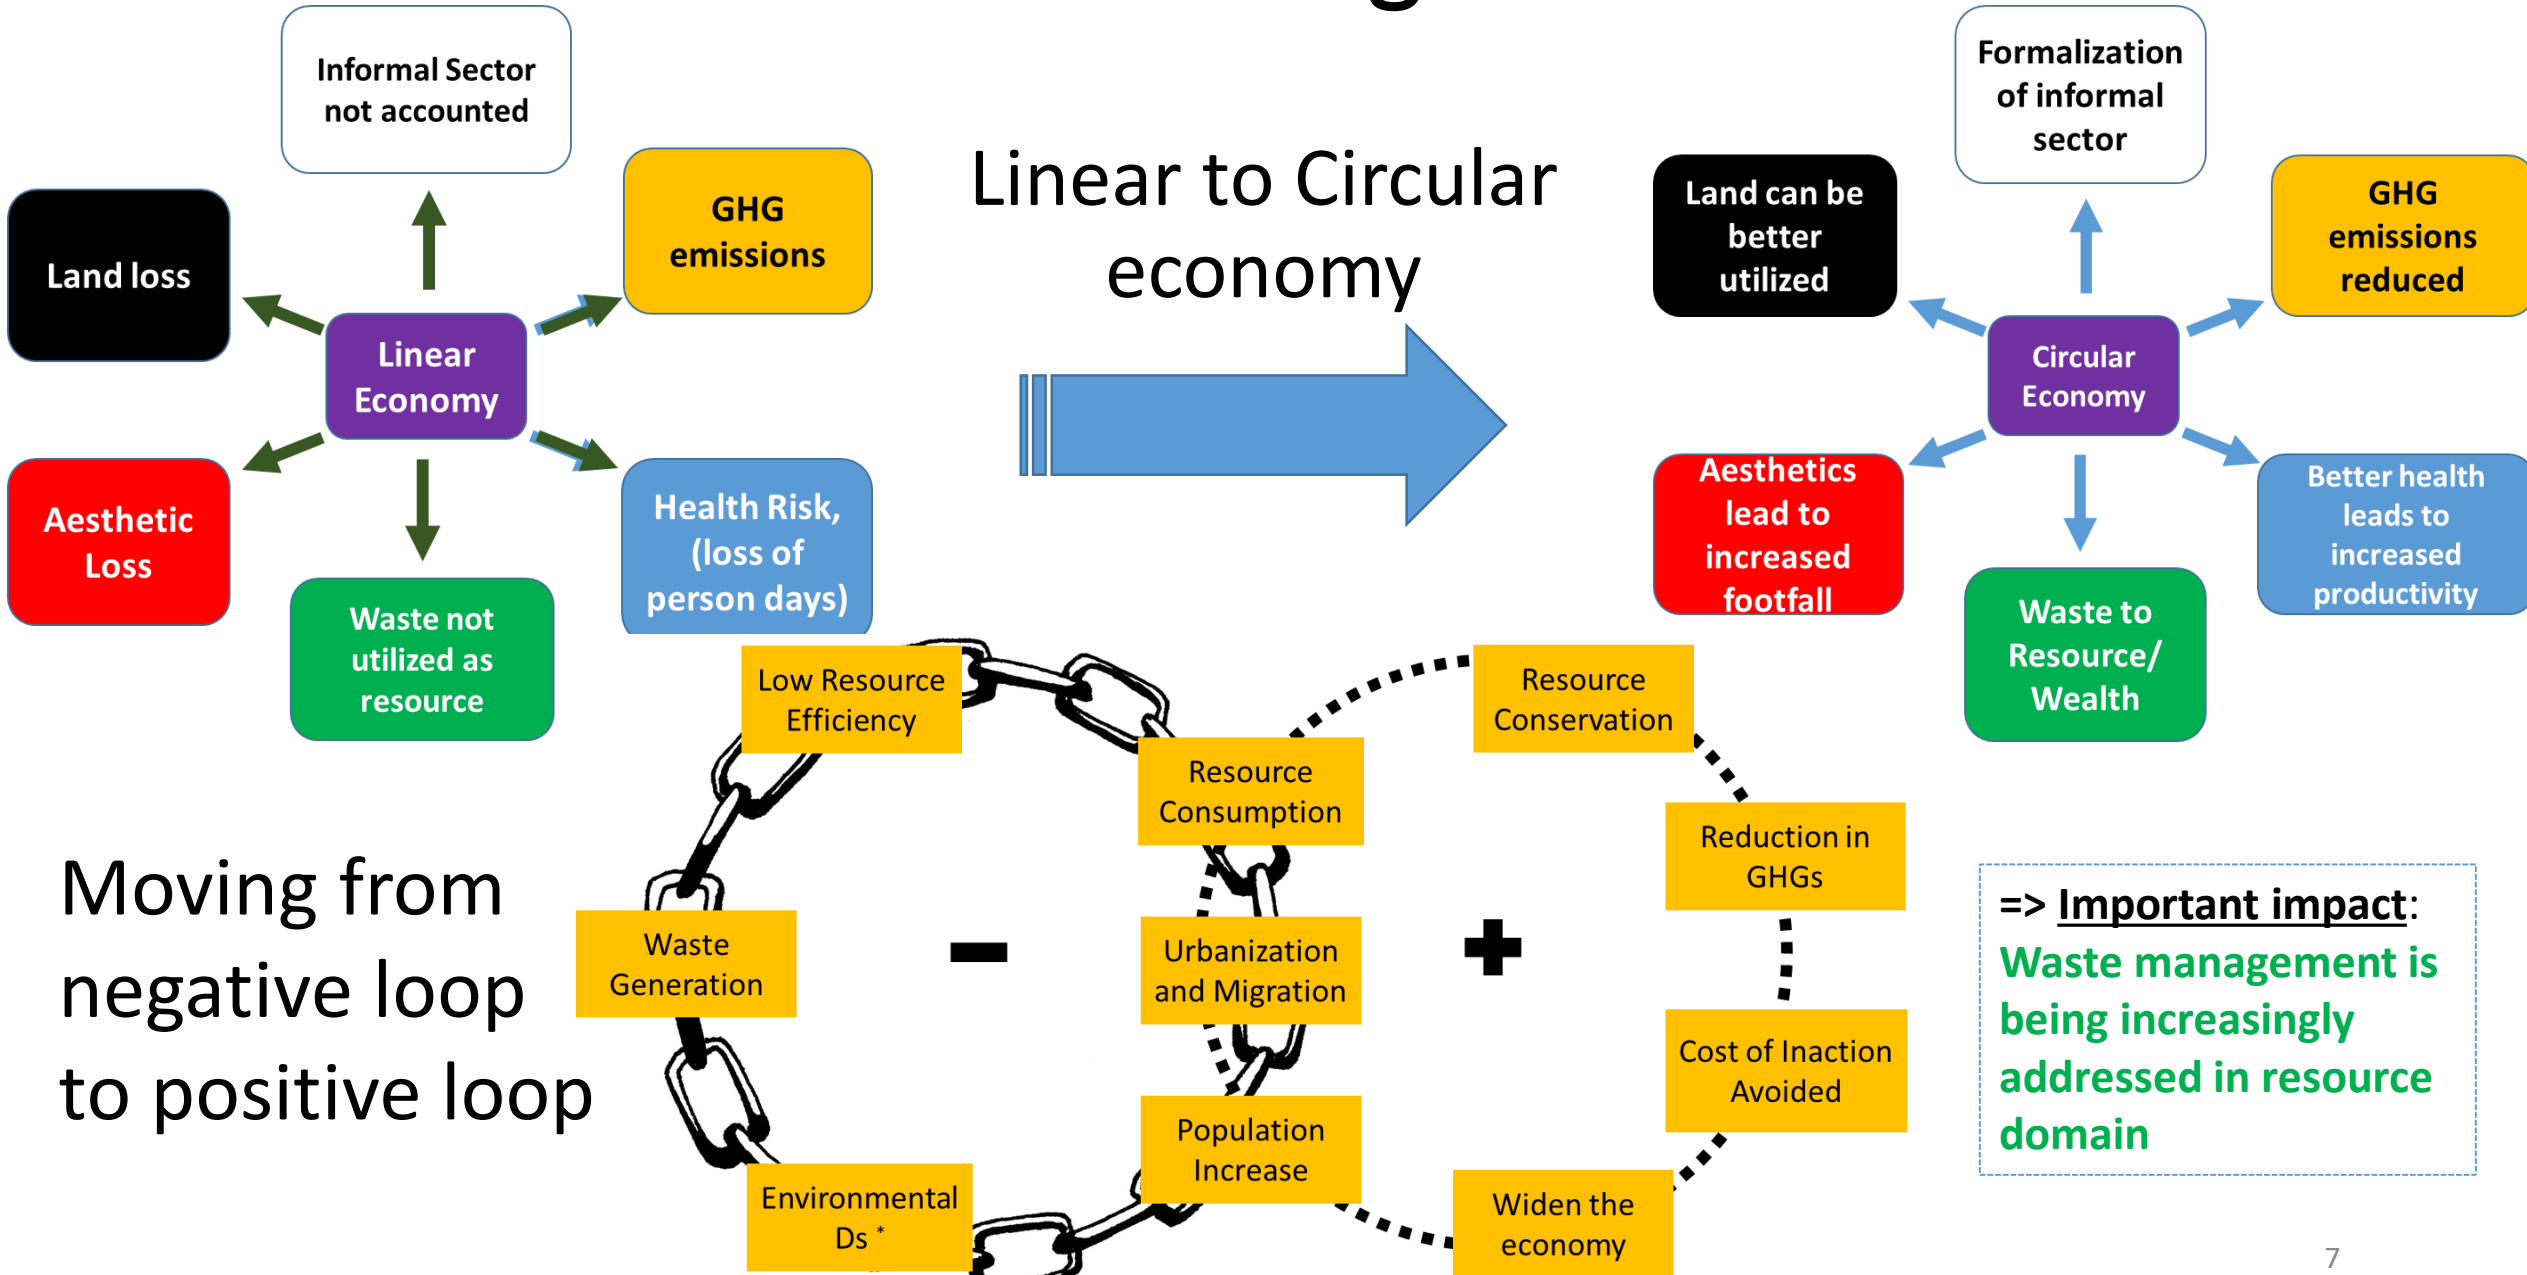 Informal Sector
not accounted
GHG
emissions
Land loss
Linear
Economy
Aesthetic
Loss
Health Risk,
(loss of
person days)
Waste not
utilized as
resource
Linear to Circular
economy
Formalization
of informal
sector
Land can be
better
utilized
GHG
emissions
reduced
Circular
Economy
Aesthetics
lead to
increased
footfall
Better health
leads to
increased
productivity
Waste to
Resource/
Wealth
Moving from
negative loop
to positive loop
Low Resource
Efficiency
Resource
Consumption
Waste
Generation
-
Urbanization
and Migration
Environmental
Ds *
Population
Increase
Resource
Conservation
Reduction in
GHGs
+
Cost of Inaction
Avoided
Widen the
economy
=> Important impact:
Waste management is
being increasingly
addressed in resource
domain
7